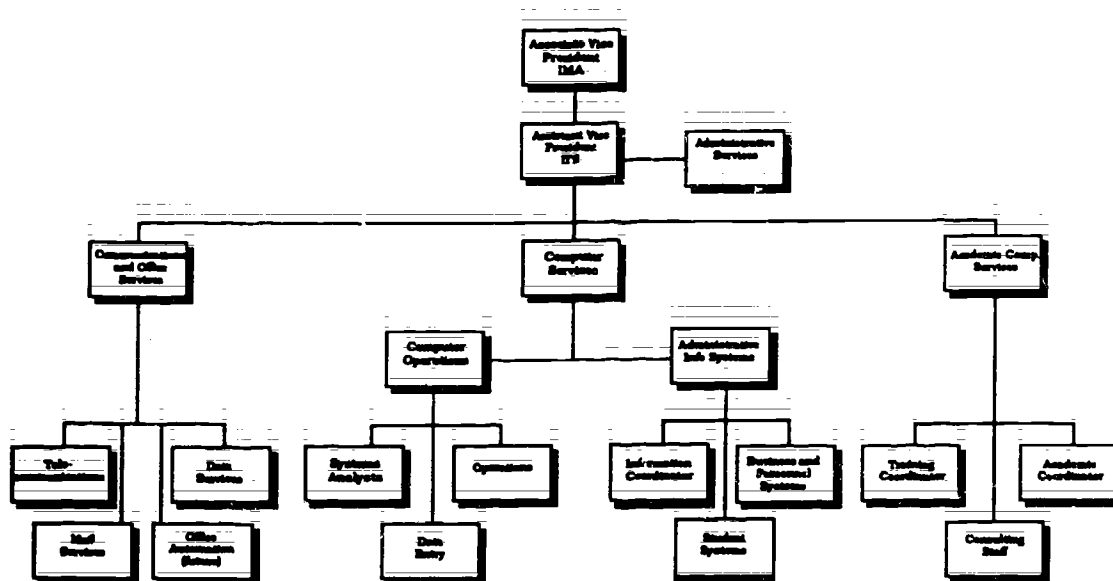 Associate Vice
President
IMA
Assistant Vice
President
Administrative
Services
Communications
and Office
Services
Computer
Services
Academic Comp.
Services
Computer
Operations
Administrative
Info Systems
Tele-
communications
Data
Services
Systems
Analysts
Operations
Information
Coordinator
Business and
Personnel
Systems
Training
Coordinator
Academic
Coordinator
Mail
Services
Office
Automation
(future)
Data
Entry
Student
Systems
Consulting
Staff